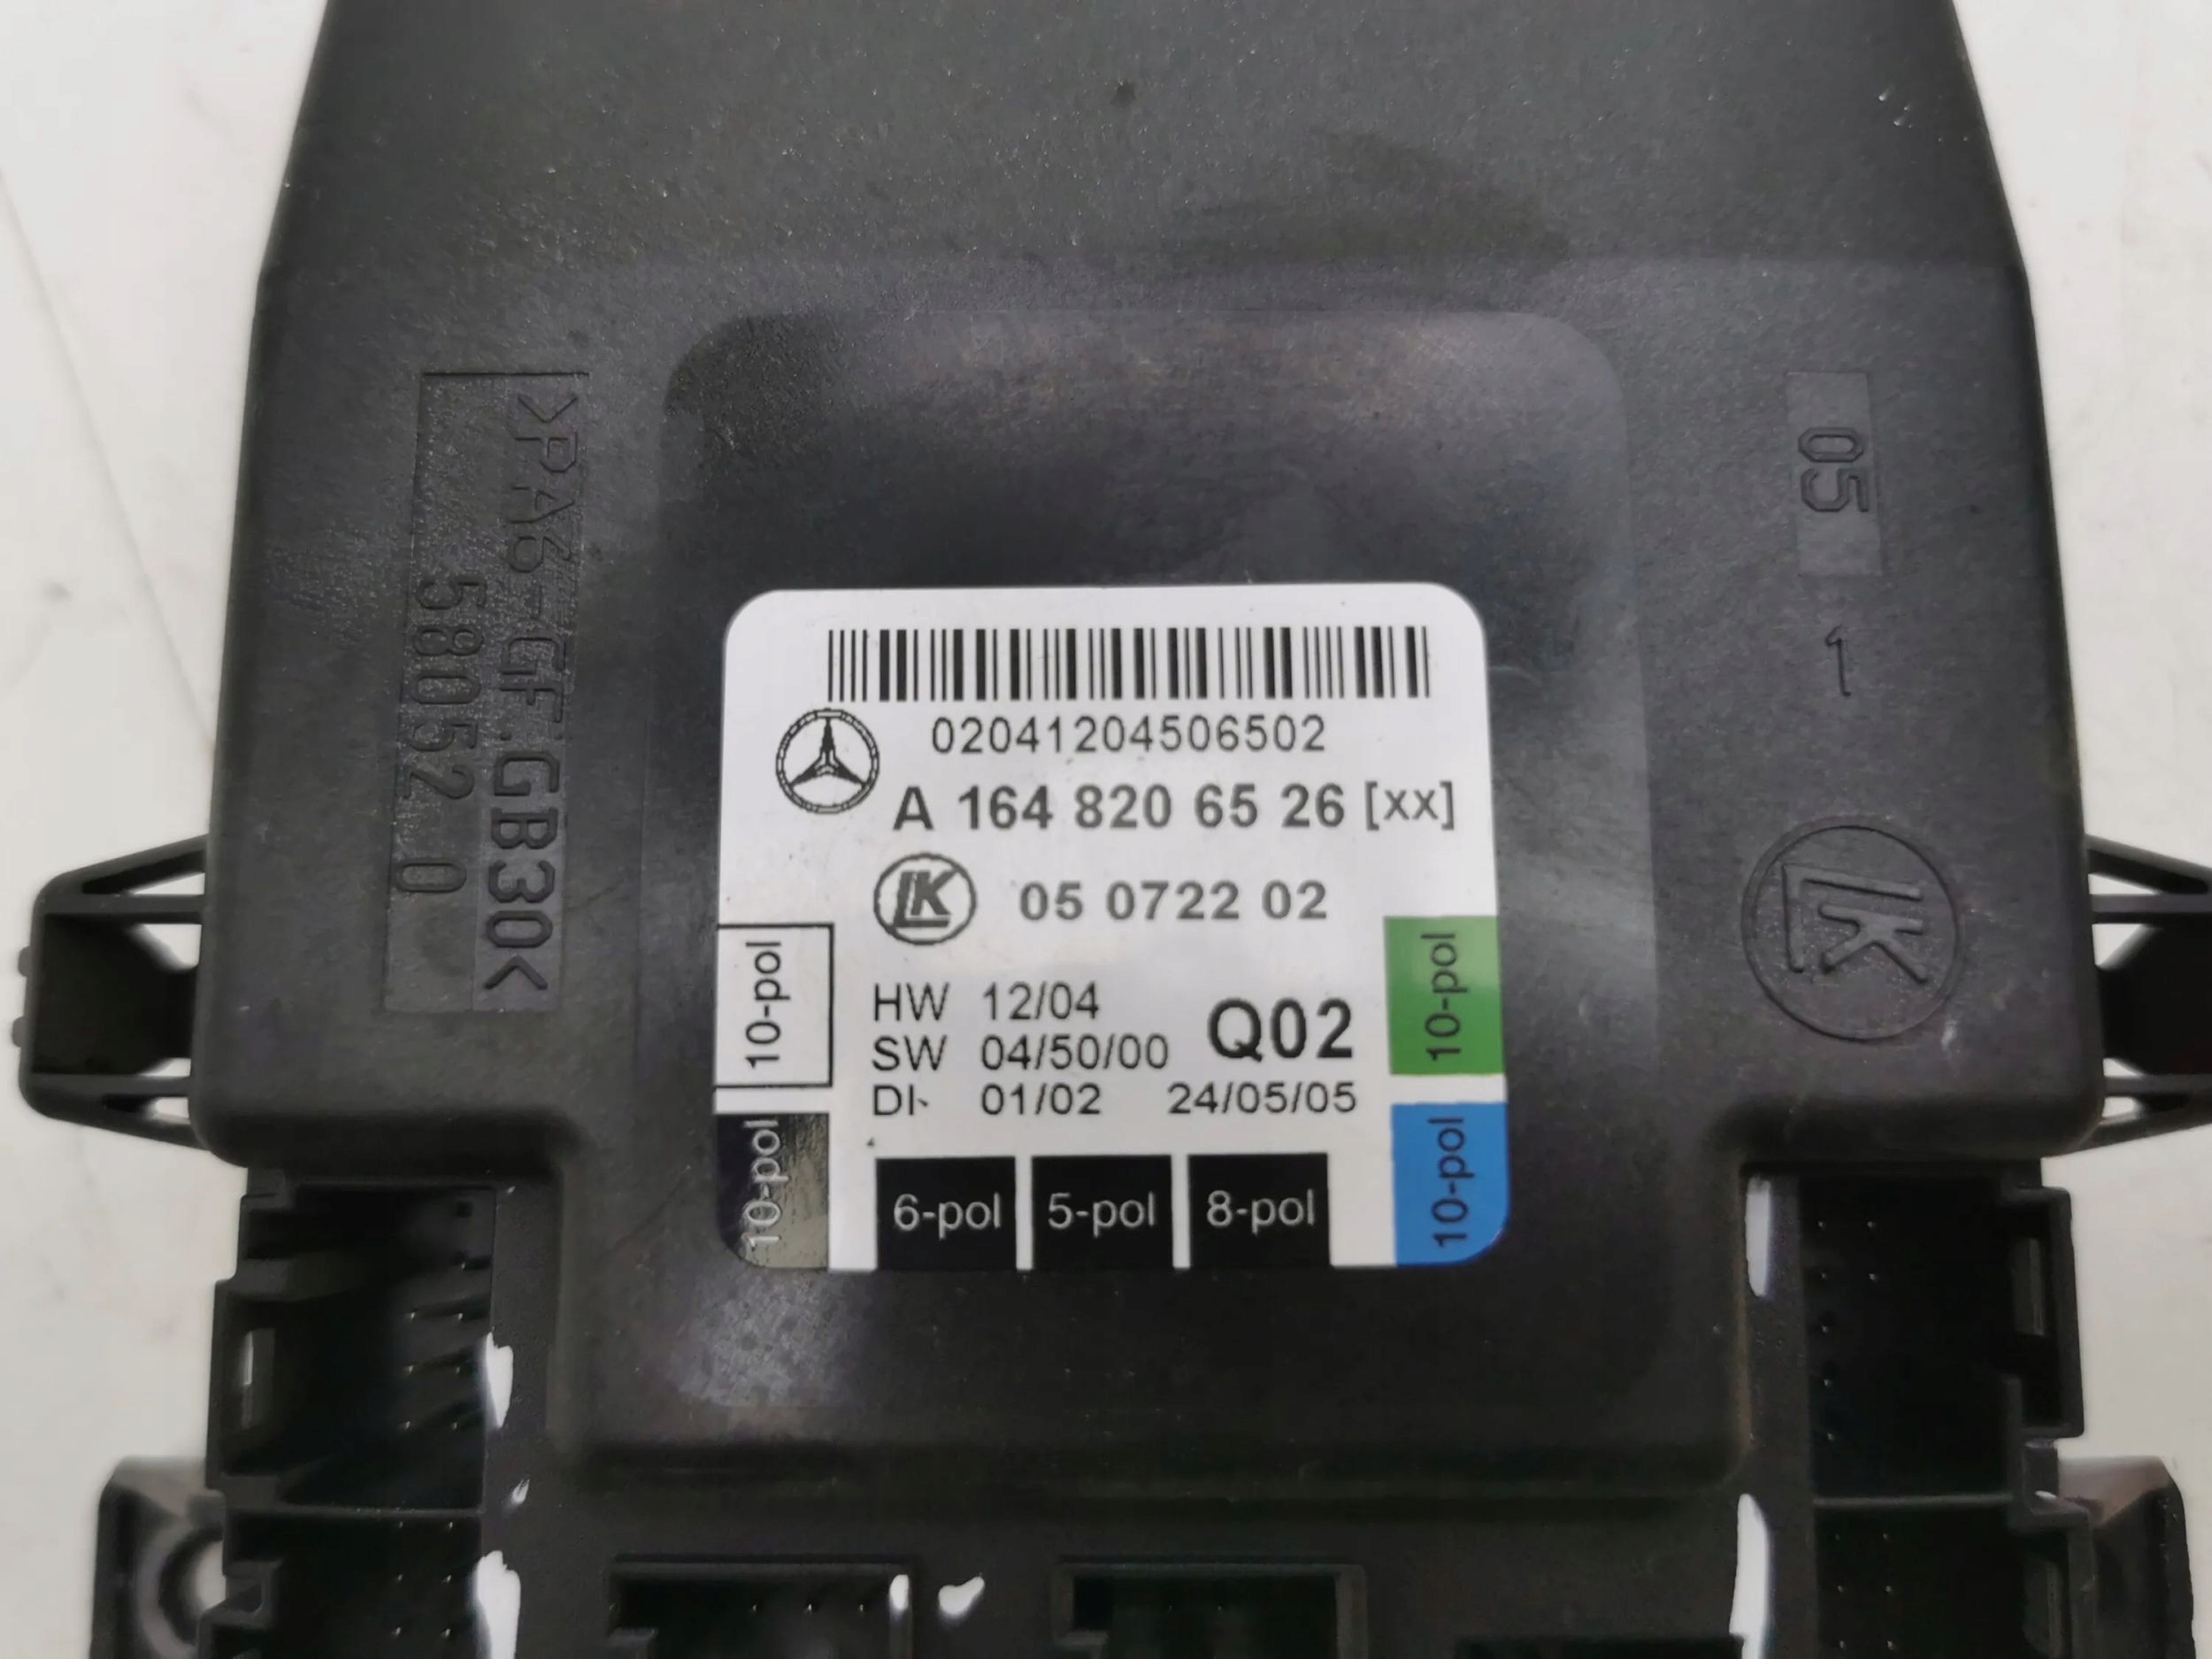 >PA6-GF.GB30<
58052 0
05
1
LK
02041204506502
A 164 820 65 26 [xx]
LK 05 0722 02
HW 12/04
SW 04/50/00 Q02
DI 01/02 24/05/05
10-pol
10-pol
6-pol 5-pol 8-pol
10-pol
10-pol